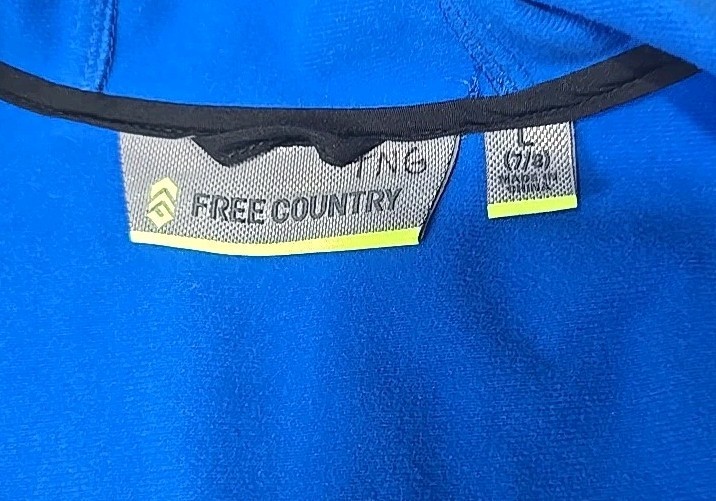 FREE COUNTRY
L
(7/8)
MADE IN
CHINA